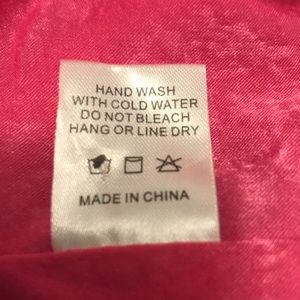 HAND WASH
WITH COLD WATER
DO NOT BLEACH
HANG OR LINE DRY
MADE IN CHINA